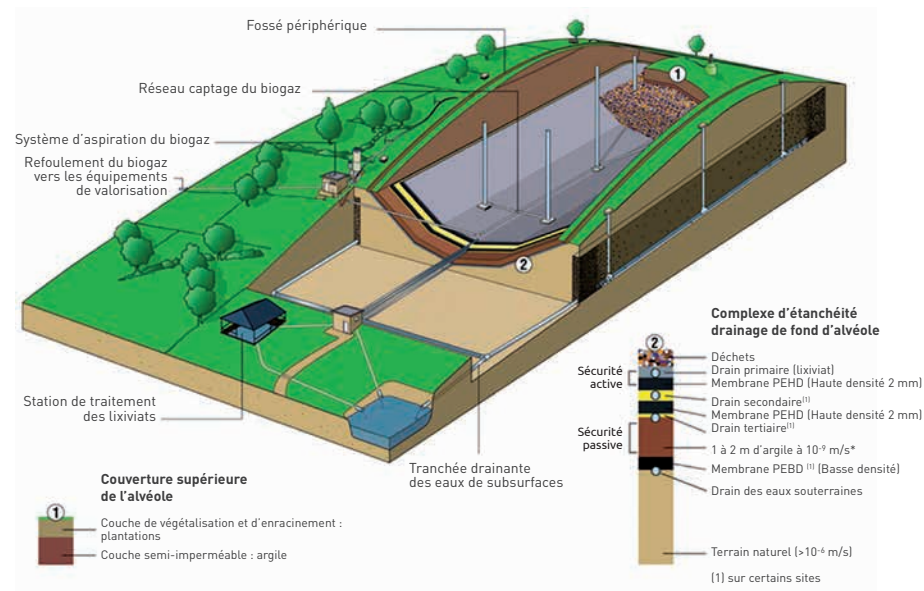 Fossé périphérique
Réseau captage du biogaz
Système d'aspiration du biogaz
Refoulement du biogaz
vers les équipements
de valorisation
1
2
Station de traitement
des lixiviats
Tranchée drainante
des eaux de subsurfaces
Couverture supérieure
de l'alvéole
1
Couche de végétalisation et d'enracinement :
plantations
Couche semi-imperméable : argile
Complexe d'étanchéité
drainage de fond d'alvéole
2
Déchets
Sécurité
active
Drain primaire (lixiviat)
Membrane PEHD (Haute densité 2 mm)
Drain secondaire(1)
Membrane PEHD (Haute densité 2 mm)
Drain tertiaire(1)
Sécurité
passive
1 à 2 m d'argile à 10-9 m/s*
Membrane PEBD (1) (Basse densité)
Drain des eaux souterraines
Terrain naturel (>10-6 m/s)
(1) sur certains sites